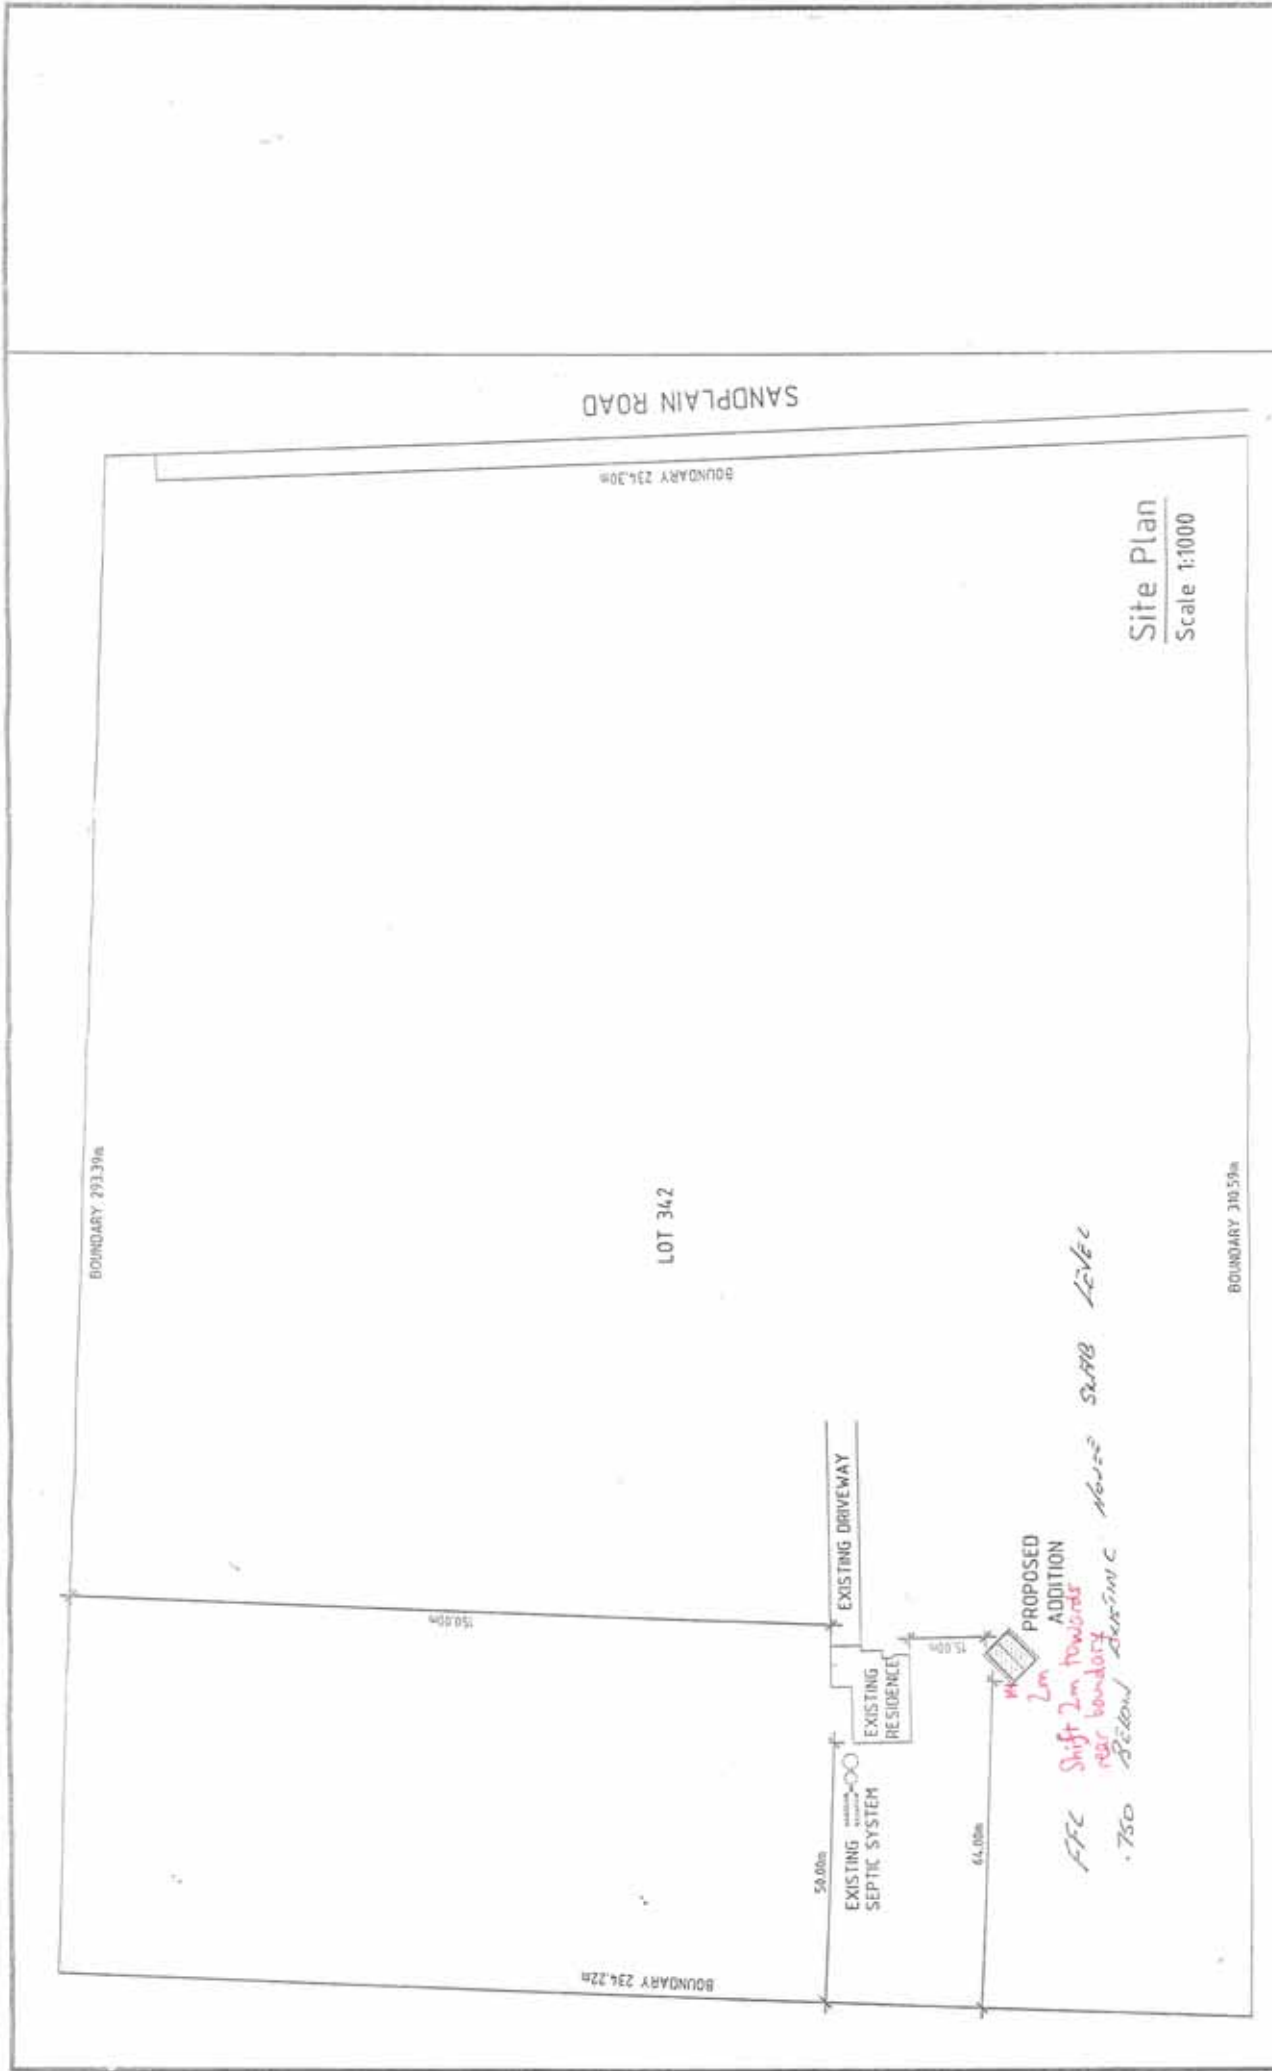 SANDPLAIN ROAD
BOUNDARY 234.30m
Site Plan
Scale 1:1000
BOUNDARY 293.39m
LOT 342
BOUNDARY 310.59m
150.00m
EXISTING DRIVEWAY
EXISTING
RESIDENCE
15.00m
PROPOSED
ADDITION
2m
Shift 2m towards
rear boundary
FFL
.750 BELOW EXISTING HOUSE SLAB LEVEL
EXISTING
SEPTIC SYSTEM
50.00m
64.00m
BOUNDARY 234.22m